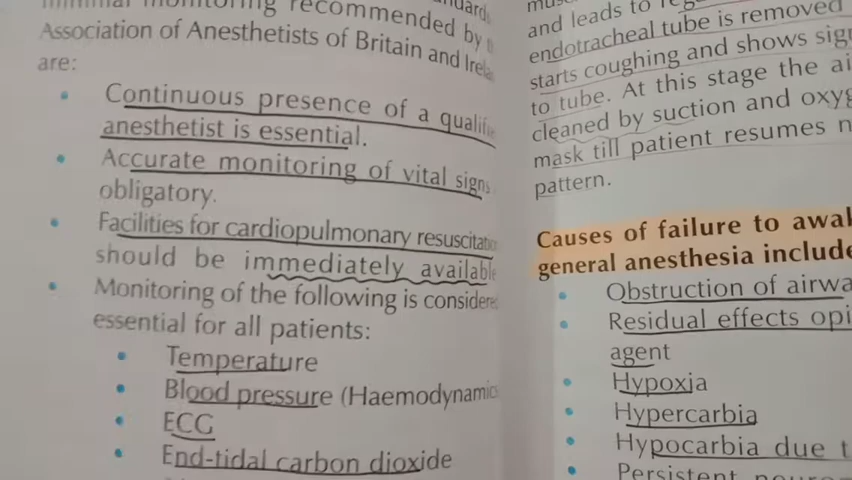 monitoring recommended by
Association of Anesthetists of Britain and
are:
• Continuous presence of a
anesthetist is essential.
• Accurate monitoring of vital signs
obligatory.
• Facilities for cardiopulmonary
should be immediately
• Monitoring of the following is
essential for all patients:
• Temperature
• Blood pressure (Haemodynamic
• ECG
• End-tidal carbon dioxide
and leads to
endotracheal tube is removed
starts coughing and shows
to tube. At this stage the
cleaned by suction and
mask till patient resumes
pattern.
Causes of failure to
general anesthesia
• Obstruction of
• Residual effects
agent
• Hypoxia
• Hypercarbia
• Hypocarbia due
• Persistent